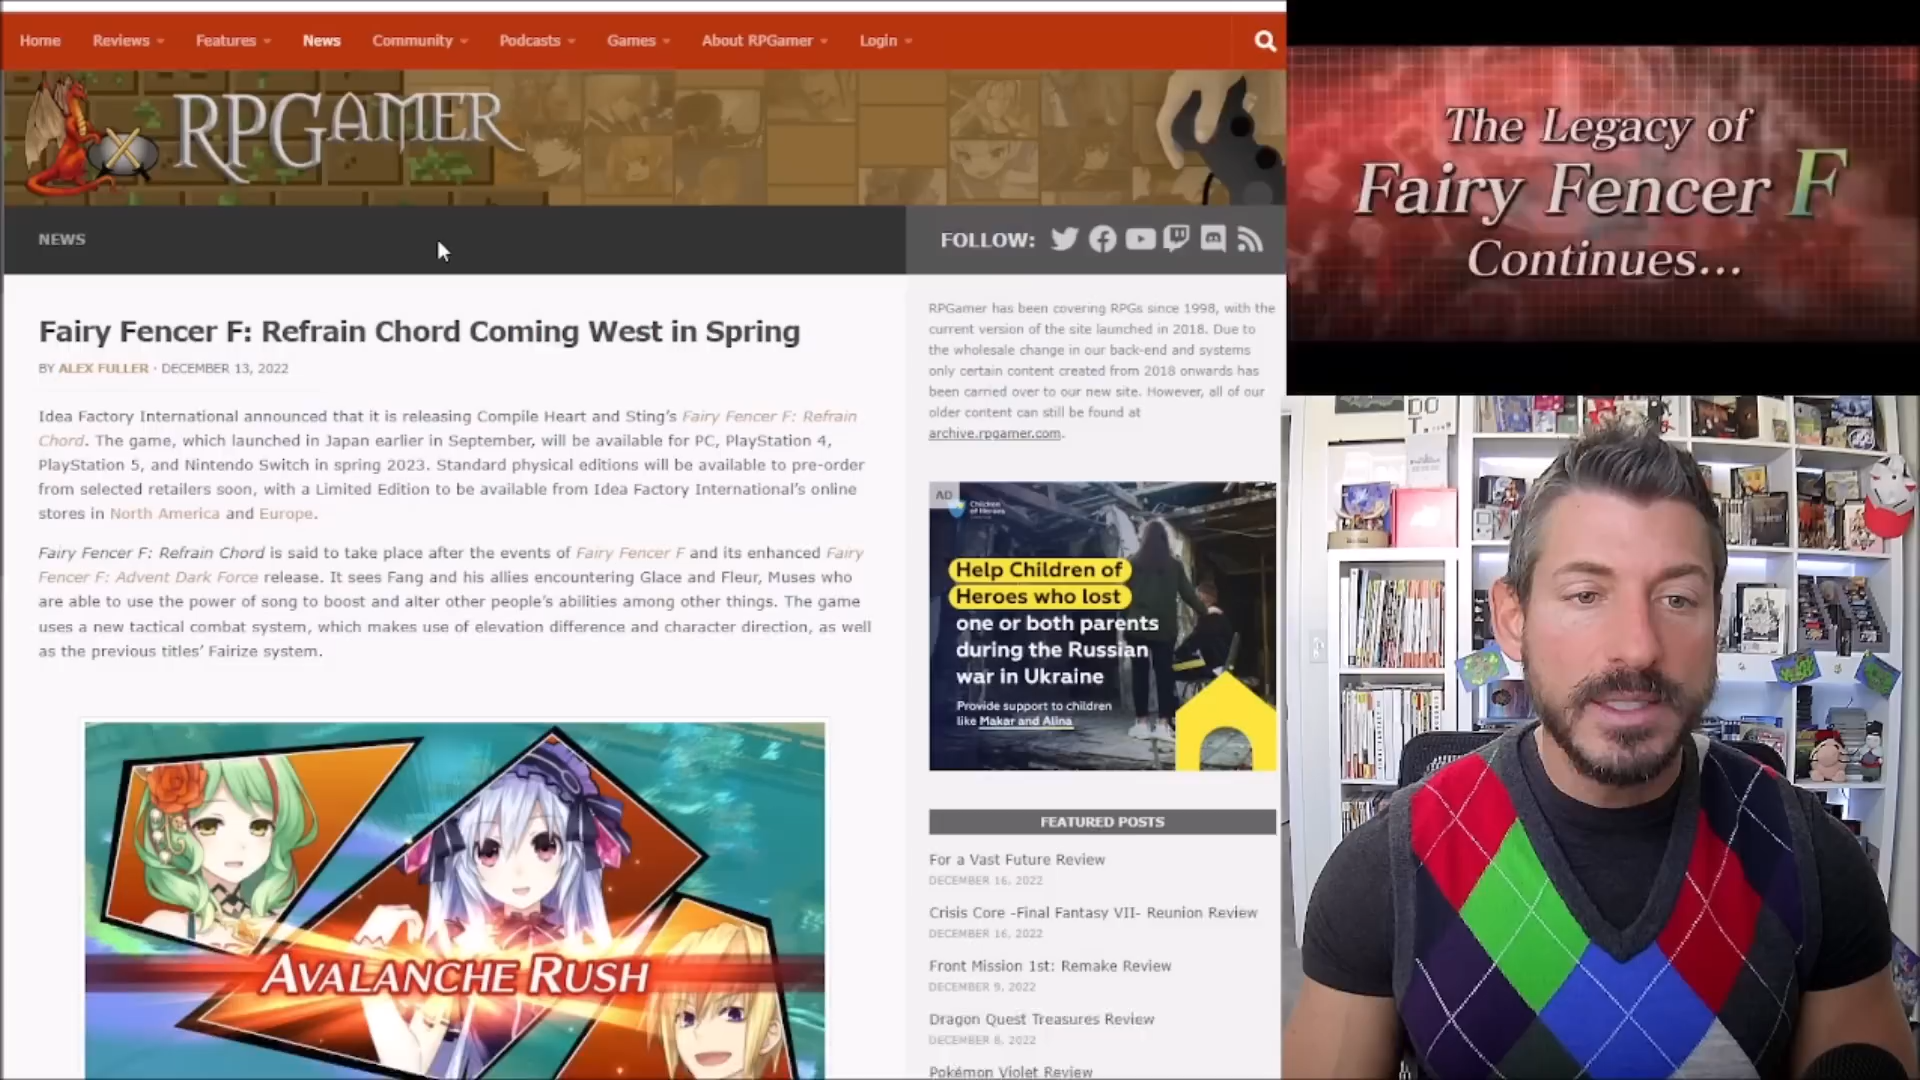 Home Reviews Features News Community Podcasts Games About RPGamer Login
RPGAMER
NEWS
FOLLOW:
Fairy Fencer F: Refrain Chord Coming West in Spring
BY ALEX FULLER · DECEMBER 13, 2022
Idea Factory International announced that it is releasing Compile Heart and Sting's Fairy Fencer F: Refrain
Chord. The game, which launched in Japan earlier in September, will be available for PC, PlayStation 4,
PlayStation 5, and Nintendo Switch in spring 2023. Standard physical editions will be available to pre-order
from selected retailers soon, with a Limited Edition to be available from Idea Factory International's online
stores in North America and Europe.
Fairy Fencer F: Refrain Chord is said to take place after the events of Fairy Fencer F and its enhanced Fairy
Fencer F: Advent Dark Force release. It sees Fang and his allies encountering Glace and Fleur, Muses who
are able to use the power of song to boost and alter other people's abilities among other things. The game
uses a new tactical combat system, which makes use of elevation difference and character direction, as well
as the previous titles' Fairize system.
AVALANCHE RUSH
RPGamer has been covering RPGs since 1998, with the
current version of the site launched in 2018. Due to
the wholesale change in our back-end and systems
only certain content created from 2018 onwards has
been carried over to our new site. However, all of our
older content can still be found at
archive.rpgamer.com.
AD
Children
of Heroes
Help Children of
Heroes who lost
one or both parents
during the Russian
war in Ukraine
Provide support to children
like Makar and Alina
FEATURED POSTS
For a Vast Future Review
DECEMBER 16, 2022
Crisis Core -Final Fantasy VII- Reunion Review
DECEMBER 16, 2022
Front Mission 1st: Remake Review
DECEMBER 9, 2022
Dragon Quest Treasures Review
DECEMBER 8, 2022
Pokémon Violet Review
The Legacy of
Fairy Fencer F
Continues...